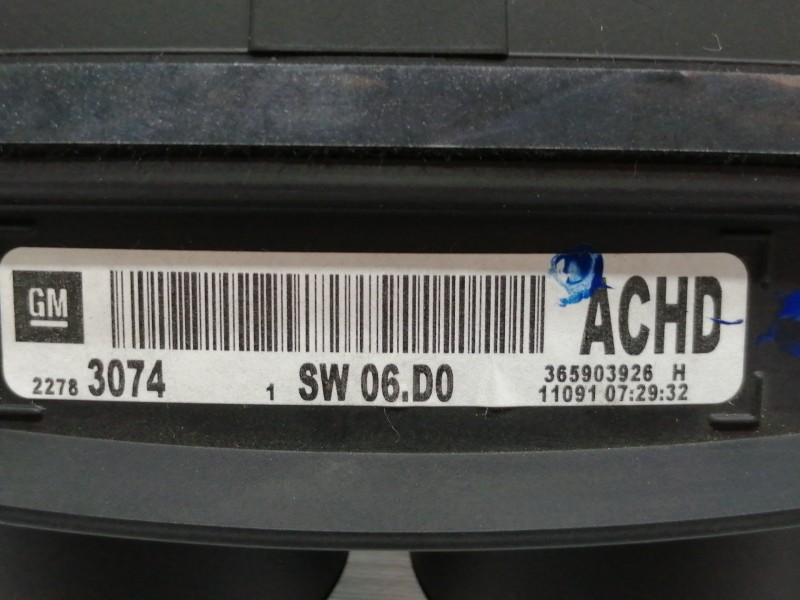 GM
ACHD
2278 3074 1 SW 06.D0
365903926 H
11091 07:29:32